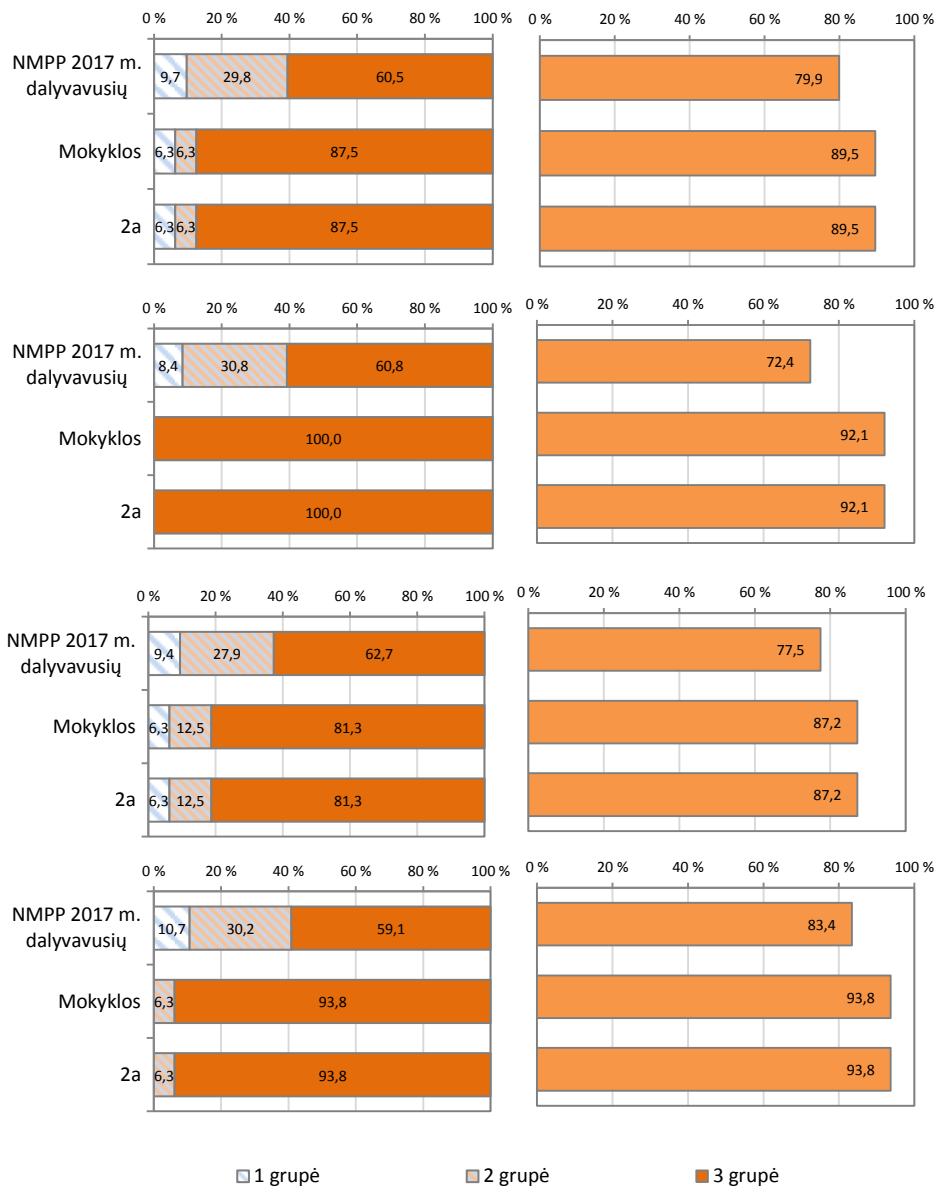 0 % 20 % 40 % 60 % 80 % 100 %
0 % 20 % 40 % 60 % 80 % 100 %
NMPP 2017 m.
dalyvavusių
9,7 29,8 60,5
79,9
Mokyklos
6,3 6,3 87,5
89,5
2a
6,3 6,3 87,5
89,5
0 % 20 % 40 % 60 % 80 % 100 %
0 % 20 % 40 % 60 % 80 % 100 %
NMPP 2017 m.
dalyvavusių
8,4 30,8 60,8
72,4
Mokyklos
100,0
92,1
2a
100,0
92,1
0 % 20 % 40 % 60 % 80 % 100 %
0 % 20 % 40 % 60 % 80 % 100 %
NMPP 2017 m.
dalyvavusių
9,4 27,9 62,7
77,5
Mokyklos
6,3 12,5 81,3
87,2
2a
6,3 12,5 81,3
87,2
0 % 20 % 40 % 60 % 80 % 100 %
0 % 20 % 40 % 60 % 80 % 100 %
NMPP 2017 m.
dalyvavusių
10,7 30,2 59,1
83,4
Mokyklos
6,3 93,8
93,8
2a
6,3 93,8
93,8
1 grupė 2 grupė 3 grupė